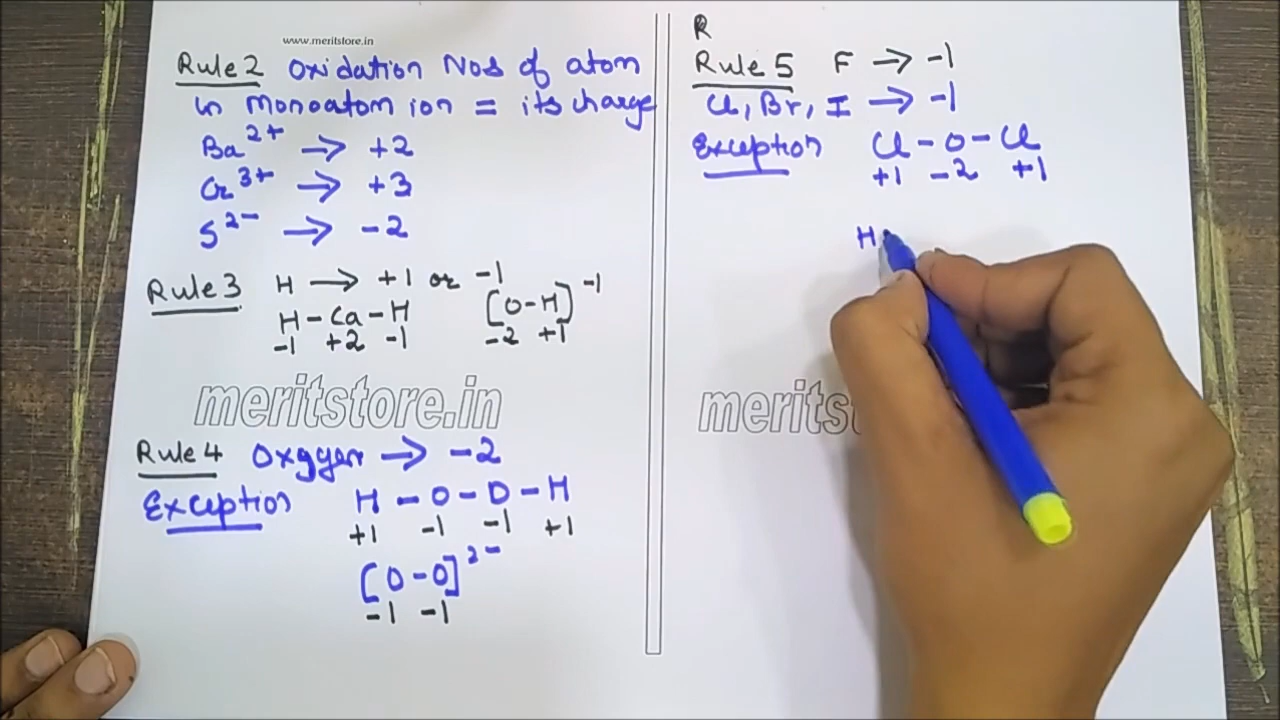 www.meritstore.in
Rule 2 Oxidation Nos of atom
in monoatom ion = its charge
Ba2+ → +2
Cr3+ → +3
S2- → -2
Rule 3 H → +1 or -1
H - Ca - H [O-H]-1
-1 +2 -1 -2 +1
meritstore.in
Rule 4 Oxygen → -2
Exception H - O - O - H
+1 -1 -1 +1
[O-O]2-
-1 -1
R
Rule 5 F → -1
Cl, Br, I → -1
Exception Cl - O - Cl
+1 -2 +1
H
merits